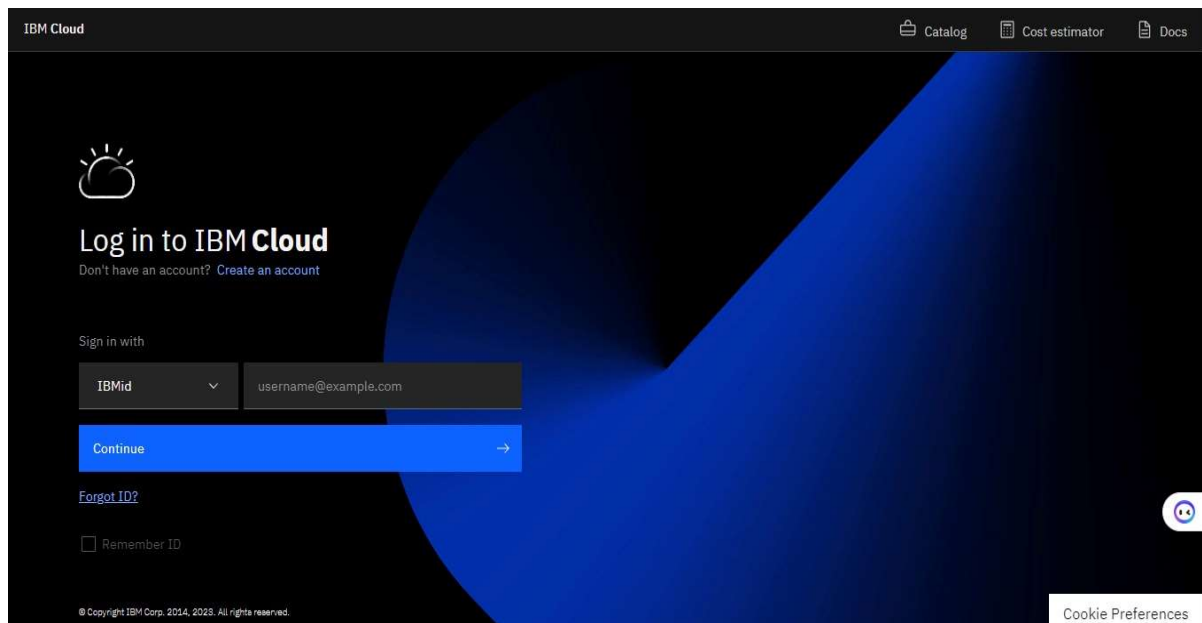 IBM Cloud
Catalog
Cost estimator
Docs
Log in to IBM Cloud
Don't have an account? Create an account
Sign in with
IBMid
username@example.com
Continue
Forgot ID?
Remember ID
© Copyright IBM Corp. 2014, 2023. All rights reserved.
Cookie Preferences